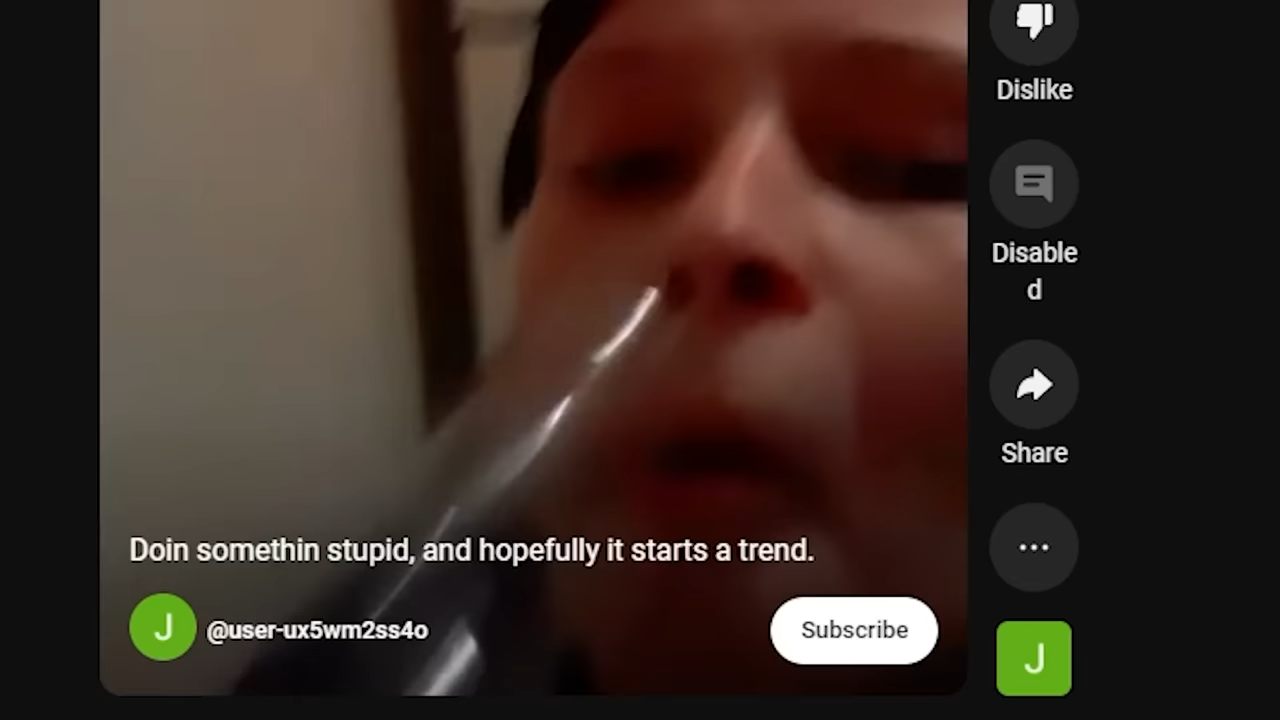 Dislike
Disable
d
Share
Doin somethin stupid, and hopefully it starts a trend.
J @user-ux5wm2ss4o
Subscribe
J